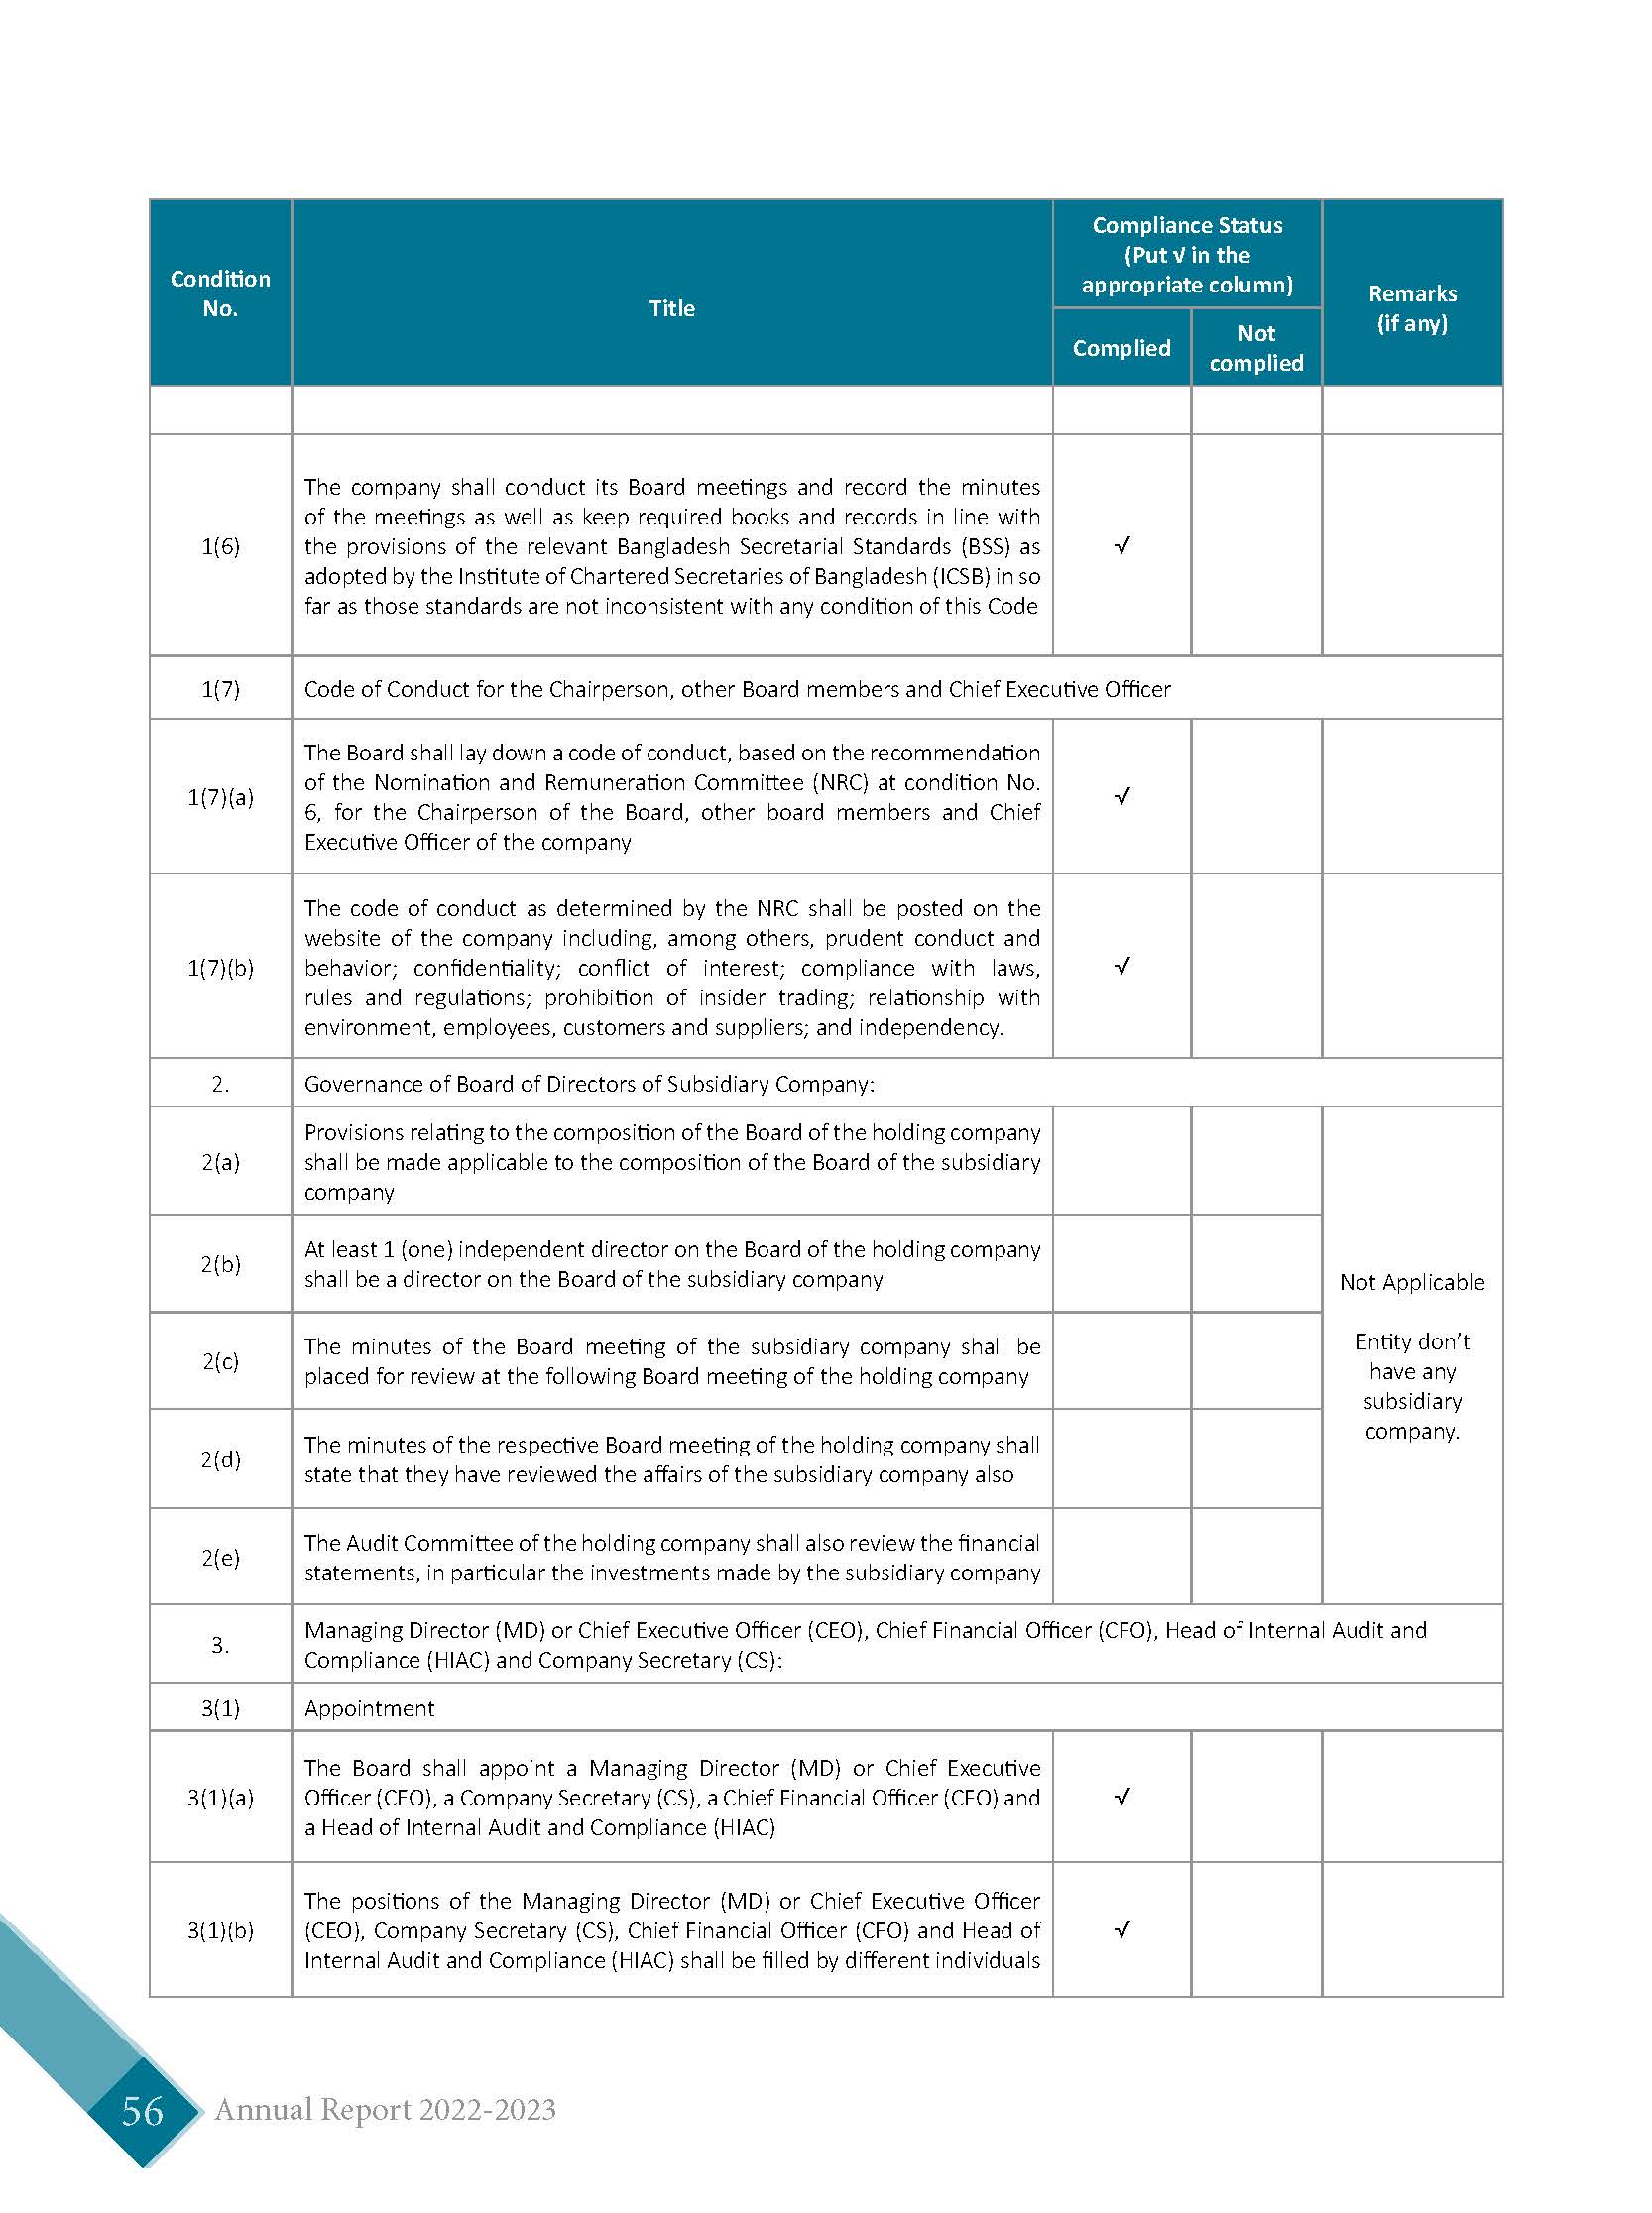 Condition
No.
Title
Compliance Status
(Put √ in the
appropriate column)
Complied
Not
complied
Remarks
(if any)
1(6)
The company shall conduct its Board meetings and record the minutes
of the meetings as well as keep required books and records in line with
the provisions of the relevant Bangladesh Secretarial Standards (BSS) as
adopted by the Institute of Chartered Secretaries of Bangladesh (ICSB) in so
far as those standards are not inconsistent with any condition of this Code
√
1(7)
Code of Conduct for the Chairperson, other Board members and Chief Executive Officer
1(7)(a)
The Board shall lay down a code of conduct, based on the recommendation
of the Nomination and Remuneration Committee (NRC) at condition No.
6, for the Chairperson of the Board, other board members and Chief
Executive Officer of the company
√
1(7)(b)
The code of conduct as determined by the NRC shall be posted on the
website of the company including, among others, prudent conduct and
behavior; confidentiality; conflict of interest; compliance with laws,
rules and regulations; prohibition of insider trading; relationship with
environment, employees, customers and suppliers; and independency.
√
2.
Governance of Board of Directors of Subsidiary Company:
2(a)
Provisions relating to the composition of the Board of the holding company
shall be made applicable to the composition of the Board of the subsidiary
company
2(b)
At least 1 (one) independent director on the Board of the holding company
shall be a director on the Board of the subsidiary company
2(c)
The minutes of the Board meeting of the subsidiary company shall be
placed for review at the following Board meeting of the holding company
2(d)
The minutes of the respective Board meeting of the holding company shall
state that they have reviewed the affairs of the subsidiary company also
2(e)
The Audit Committee of the holding company shall also review the financial
statements, in particular the investments made by the subsidiary company
Not Applicable
Entity don't
have any
subsidiary
company.
3.
Managing Director (MD) or Chief Executive Officer (CEO), Chief Financial Officer (CFO), Head of Internal Audit and
Compliance (HIAC) and Company Secretary (CS):
3(1)
Appointment
3(1)(a)
The Board shall appoint a Managing Director (MD) or Chief Executive
Officer (CEO), a Company Secretary (CS), a Chief Financial Officer (CFO) and
a Head of Internal Audit and Compliance (HIAC)
√
3(1)(b)
The positions of the Managing Director (MD) or Chief Executive Officer
(CEO), Company Secretary (CS), Chief Financial Officer (CFO) and Head of
Internal Audit and Compliance (HIAC) shall be filled by different individuals
√
56
Annual Report 2022-2023